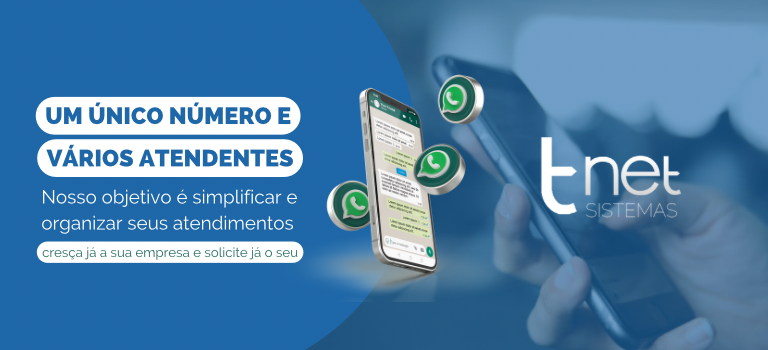 UM ÚNICO NÚMERO E
VÁRIOS ATENDENTES
Nosso objetivo é simplificar e
organizar seus atendimentos
cresça já a sua empresa e solicite já o seu
tnet
SISTEMAS